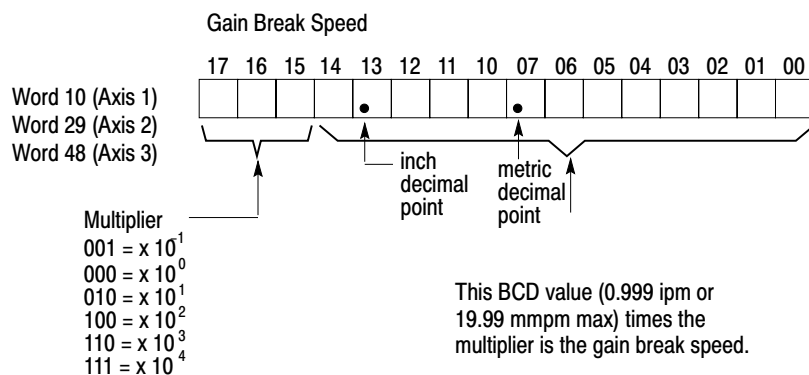 Gain Break Speed
17 16 15 14 13 12 11 10 07 06 05 04 03 02 01 00
Word 10 (Axis 1)
Word 29 (Axis 2)
Word 48 (Axis 3)
inch
decimal
point
metric
decimal
point
Multiplier
001 = x 10⁻¹
000 = x 10⁰
010 = x 10¹
100 = x 10²
110 = x 10³
111 = x 10⁴
This BCD value (0.999 ipm or
19.99 mmpm max) times the
multiplier is the gain break speed.